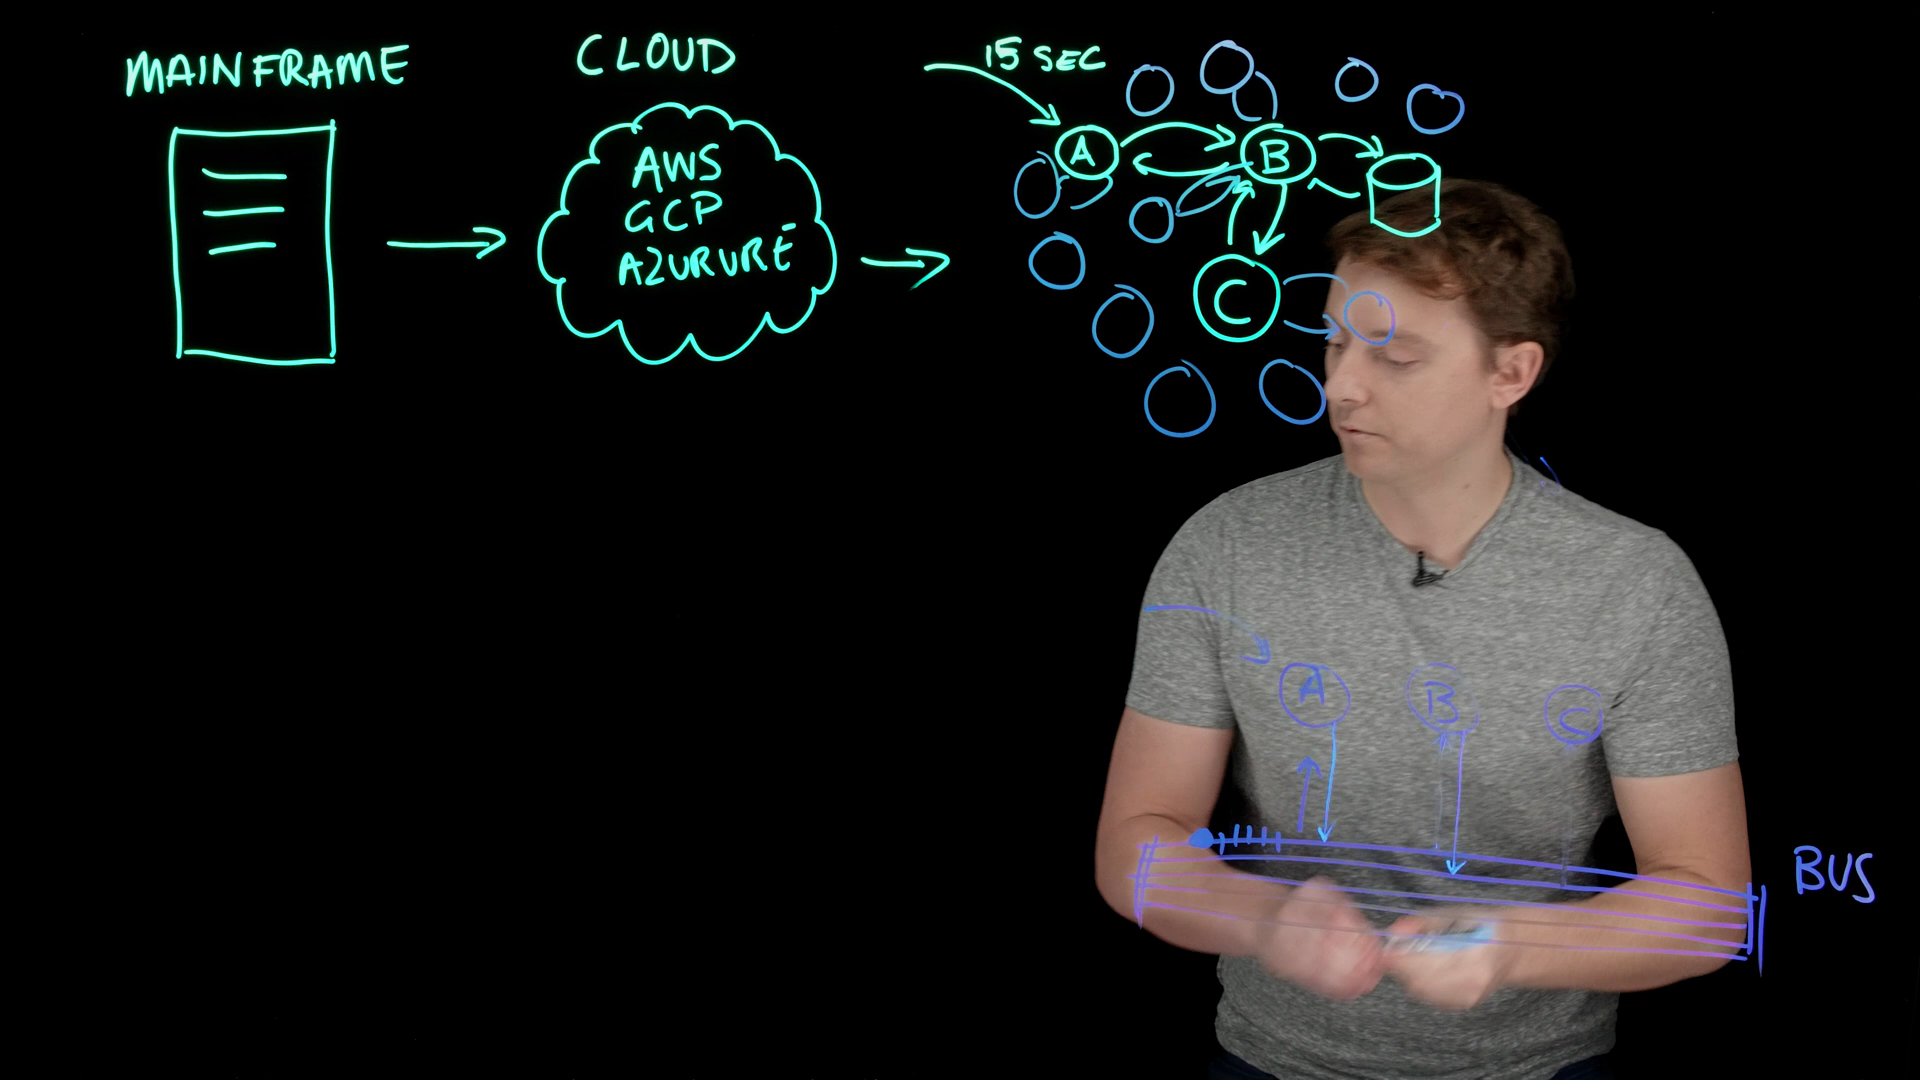 MAINFRAME
CLOUD
AWS
GCP
AZURURE
15 SEC
A
B
C
A
B
C
BUS